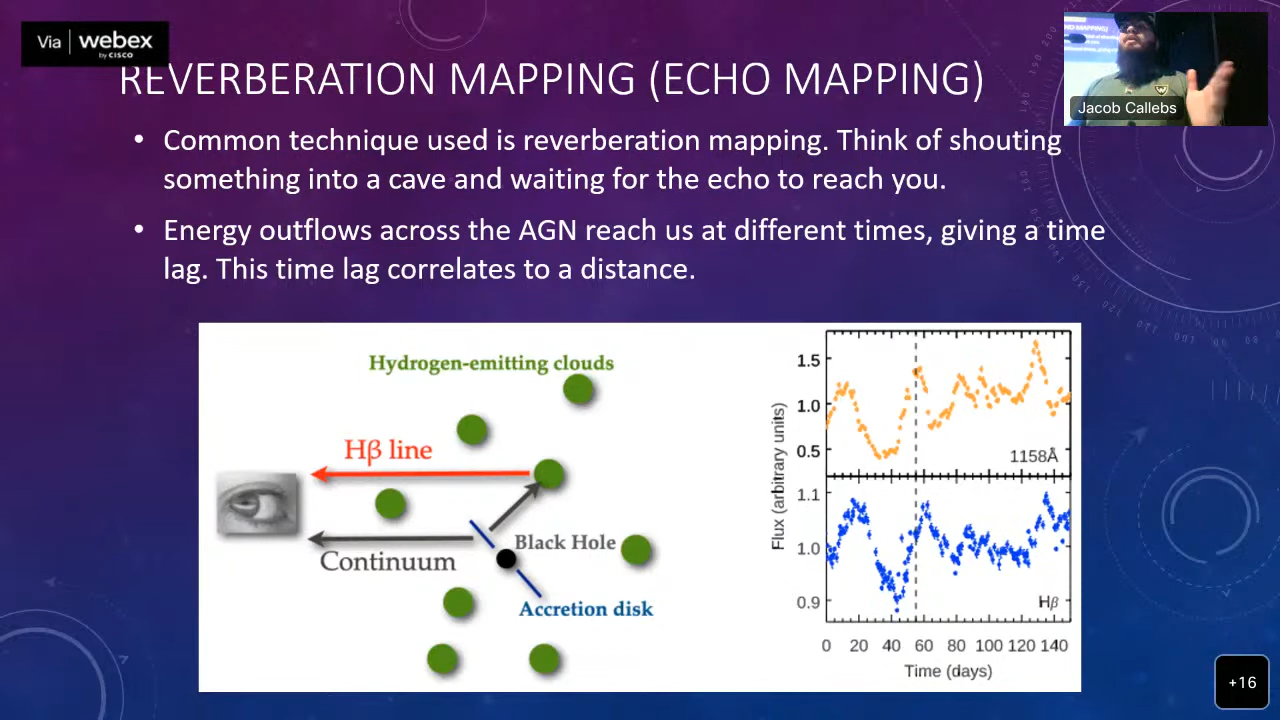 Via webex
by CISCO
REVERBERATION MAPPING (ECHO MAPPING)
Jacob Callebs
• Common technique used is reverberation mapping. Think of shouting
something into a cave and waiting for the echo to reach you.
• Energy outflows across the AGN reach us at different times, giving a time
lag. This time lag correlates to a distance.
Hydrogen-emitting clouds
Hβ line
Continuum
Black Hole
Accretion disk
Flux (arbitrary units)
1.5
1.0
0.5
1158Å
1.1
1.0
0.9
Hβ
0 20 40 60 80 100 120 140
Time (days)
+16